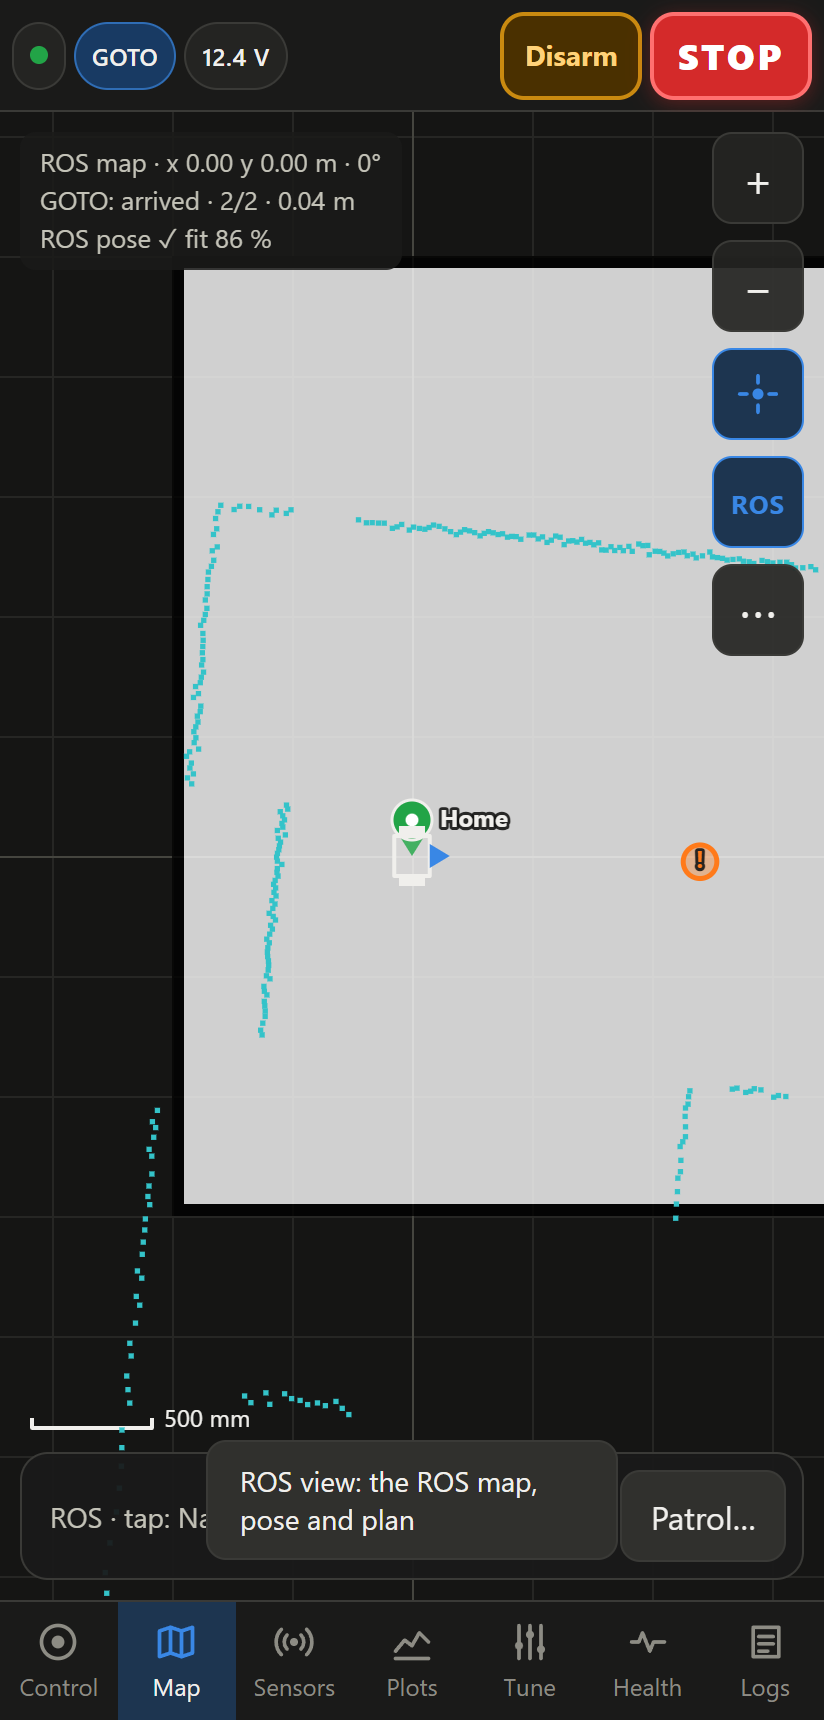 GOTO
12.4 V
Disarm
STOP
ROS map · x 0.00 y 0.00 m · 0°
GOTO: arrived · 2/2 · 0.04 m
ROS pose ✓ fit 86 %
+
−
ROS
...
Home
500 mm
ROS · tap: Na
ROS view: the ROS map,
pose and plan
Patrol...
Control
Map
Sensors
Plots
Tune
Health
Logs